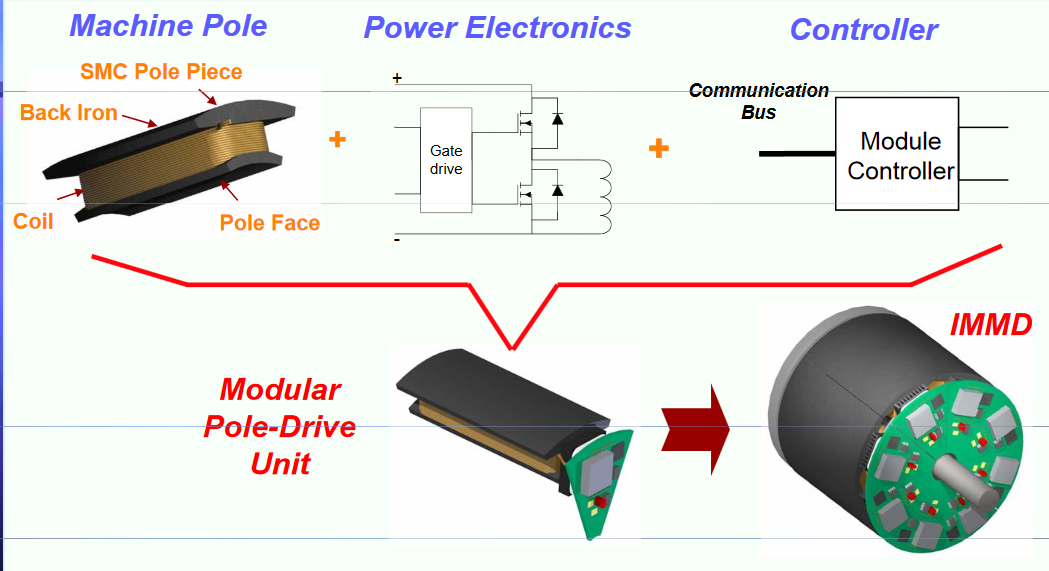 Machine Pole
Power Electronics
Controller
SMC Pole Piece
Back Iron
Coil
Pole Face
+
+
Gate
drive
-
+
Communication
Bus
Module
Controller
Modular
Pole-Drive
Unit
IMMD